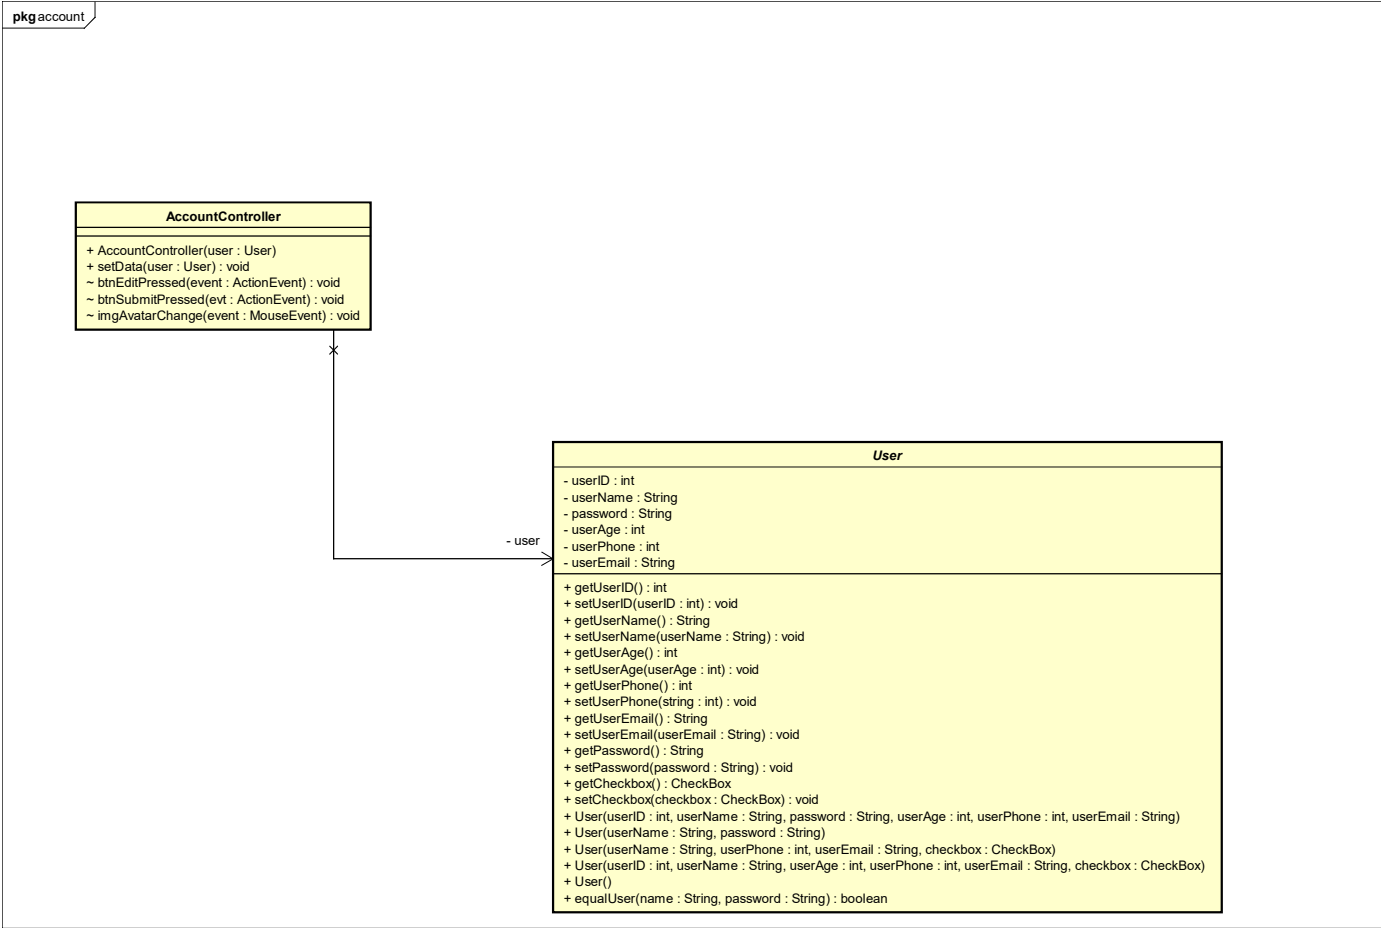 pkg account
AccountController
+ AccountController(user : User)
+ setData(user : User) : void
~ btnEditPressed(event : ActionEvent) : void
~ btnSubmitPressed(evt : ActionEvent) : void
~ imgAvatarChange(event : MouseEvent) : void
- user
User
- userID : int
- userName : String
- password : String
- userAge : int
- userPhone : int
- userEmail : String
+ getUserID() : int
+ setUserID(userID : int) : void
+ getUserName() : String
+ setUserName(userName : String) : void
+ getUserAge() : int
+ setUserAge(userAge : int) : void
+ getUserPhone() : int
+ setUserPhone(string : int) : void
+ getUserEmail() : String
+ setUserEmail(userEmail : String) : void
+ getPassword() : String
+ setPassword(password : String) : void
+ getCheckbox() : CheckBox
+ setCheckbox(checkbox : CheckBox) : void
+ User(userID : int, userName : String, password : String, userAge : int, userPhone : int, userEmail : String)
+ User(userName : String, password : String)
+ User(userName : String, userPhone : int, userEmail : String, checkbox : CheckBox)
+ User(userID : int, userName : String, userAge : int, userPhone : int, userEmail : String, checkbox : CheckBox)
+ User()
+ equalUser(name : String, password : String) : boolean